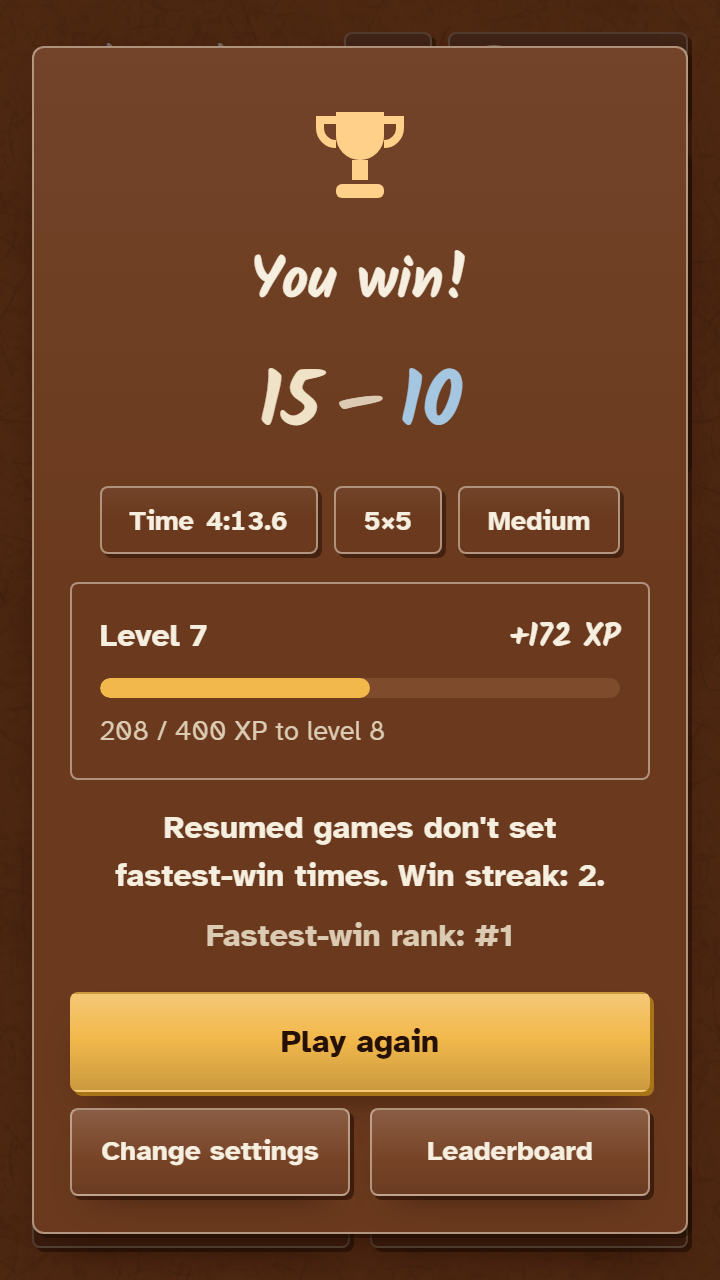 You win!
15 – 10
Time 4:13.6
5×5
Medium
Level 7
+172 XP
208 / 400 XP to level 8
Resumed games don't set
fastest-win times. Win streak: 2.
Fastest-win rank: #1
Play again
Change settings
Leaderboard